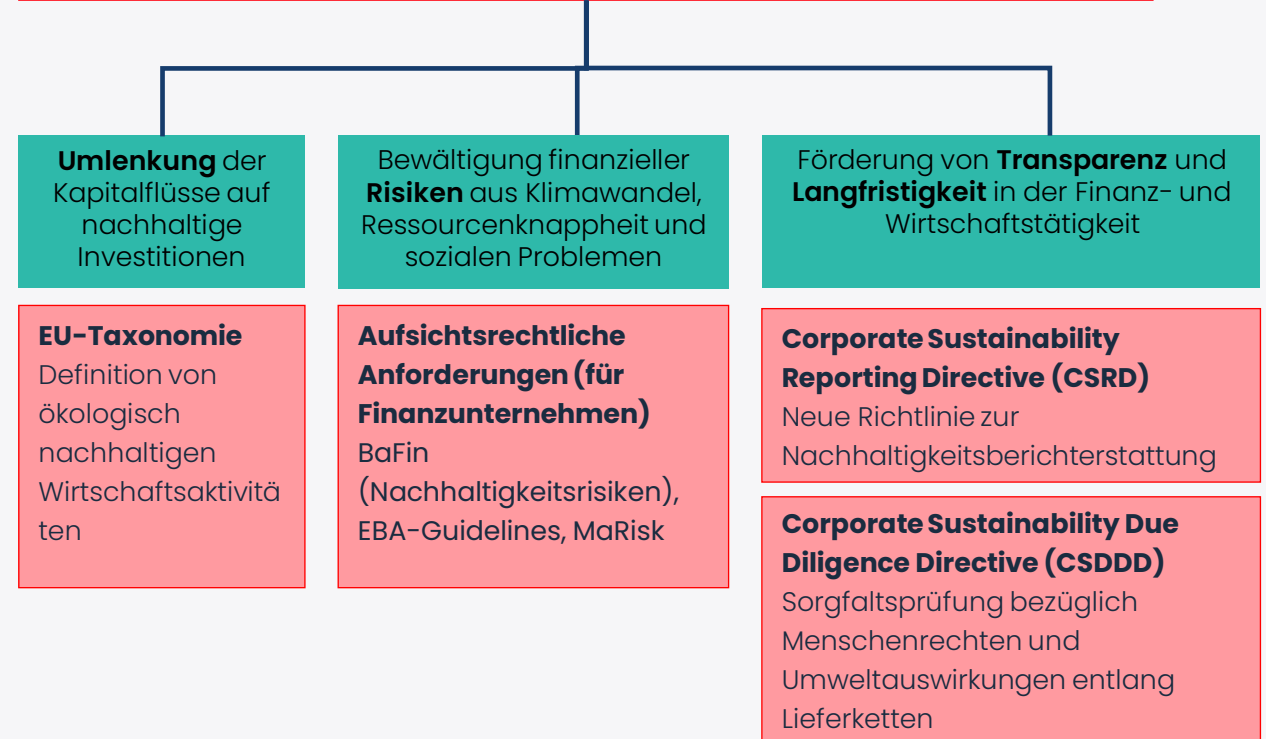 Umlenkung der
Kapitalflüsse auf
nachhaltige
Investitionen
Bewältigung finanzieller
Risiken aus Klimawandel,
Ressourcenknappheit und
sozialen Problemen
Förderung von Transparenz und
Langfristigkeit in der Finanz- und
Wirtschaftstätigkeit
EU-Taxonomie
Definition von
ökologisch
nachhaltigen
Wirtschaftsaktivitä
ten
Aufsichtsrechtliche
Anforderungen (für
Finanzunternehmen)
BaFin
(Nachhaltigkeitsrisiken),
EBA-Guidelines, MaRisk
Corporate Sustainability
Reporting Directive (CSRD)
Neue Richtlinie zur
Nachhaltigkeitsberichterstattung
Corporate Sustainability Due
Diligence Directive (CSDDD)
Sorgfaltsprüfung bezüglich
Menschenrechten und
Umweltauswirkungen entlang
Lieferketten